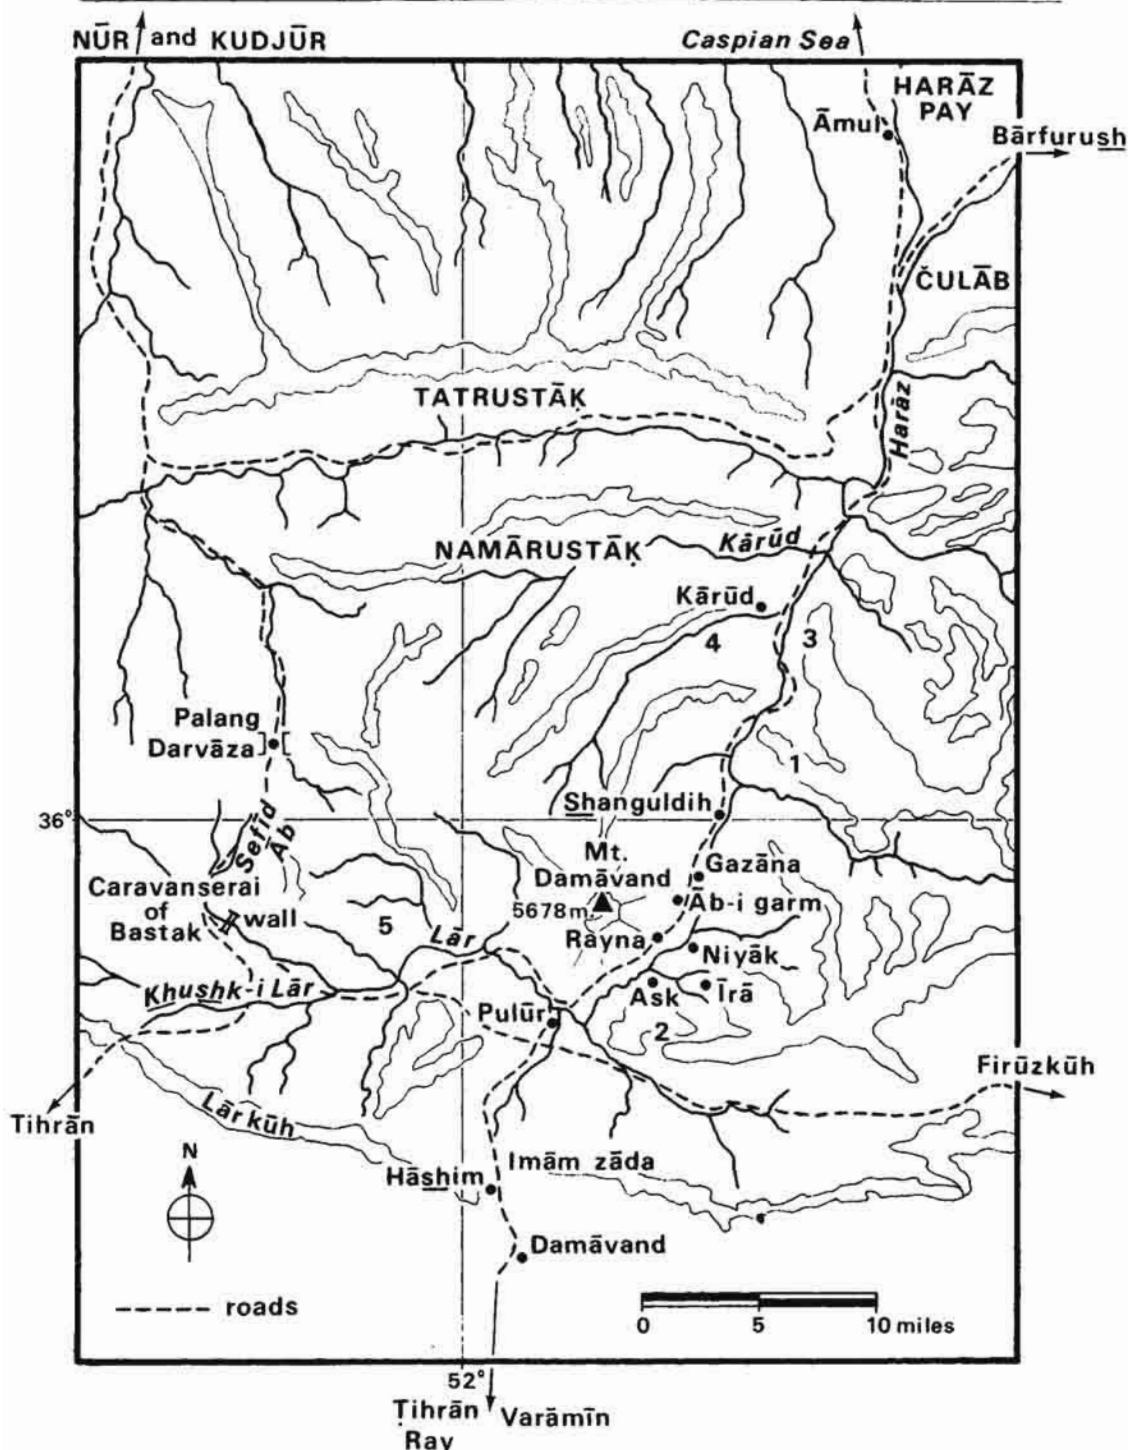 NŪR and KUDJŪR
Caspian Sea
HARĀZ
PAY
Āmul
Bārfurush
ČULĀB
TATRUSTĀK
Harāz
NAMĀRUSTĀḲ
Kārūd
Kārūd
4
3
Palang
Darvāza
1
36°
Shanguldih
Sefīd
Āb
Mt.
Damāvand
5678m
Gazāna
Caravanserai
of
Bastak
wall
Āb-i garm
5
Lār
Rayna
Niyāk
Khushk-i Lār
Ask
Īrā
Pulūr
2
Firūzkūh
Tihrān
Lār kūh
N
Imām zāda
Hāshim
Damāvand
roads
0
5
10 miles
52°
Ṭihrān
Varāmīn
Ray